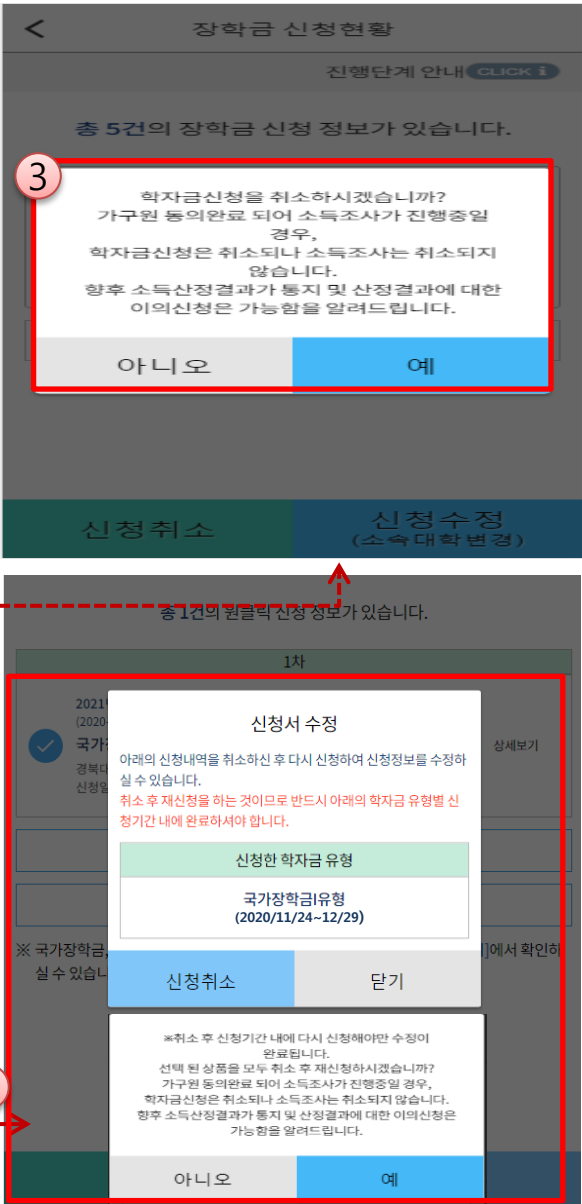 장학금 신청현황
진행단계 안내 CLICK i
총 5건의 장학금 신청 정보가 있습니다.
3
학자금신청을 취소하시겠습니까?
가구원 동의완료 되어 소득조사가 진행중일
경우,
학자금신청은 취소되나 소득조사는 취소되지
않습니다.
향후 소득산정결과가 통지 및 산정결과에 대한
이의신청은 가능함을 알려드립니다.
아니오 예
신청취소 신청수정
(소속대학변경)
총 1건의 원클릭 신청 정보가 있습니다.
1차
2021
(2020-
국가
경북대
신청일
상세보기
신청서 수정
아래의 신청내역을 취소하신 후 다시 신청하여 신청정보를 수정하
실 수 있습니다.
취소 후 재신청을 하는 것이므로 반드시 아래의 학자금 유형별 신
청기간 내에 완료하셔야 합니다.
신청한 학자금 유형
국가장학금I유형
(2020/11/24~12/29)
신청취소 닫기
※ 국가장학금, ]에서 확인하
실 수 있습니
※취소 후 신청기간 내에 다시 신청해야만 수정이
완료됩니다.
선택 된 상품을 모두 취소 후 재신청하시겠습니까?
가구원 동의완료 되어 소득조사가 진행중일 경우,
학자금신청은 취소되나 소득조사는 취소되지 않습니다.
향후 소득산정결과가 통지 및 산정결과에 대한 이의신청은
가능함을 알려드립니다.
아니오 예